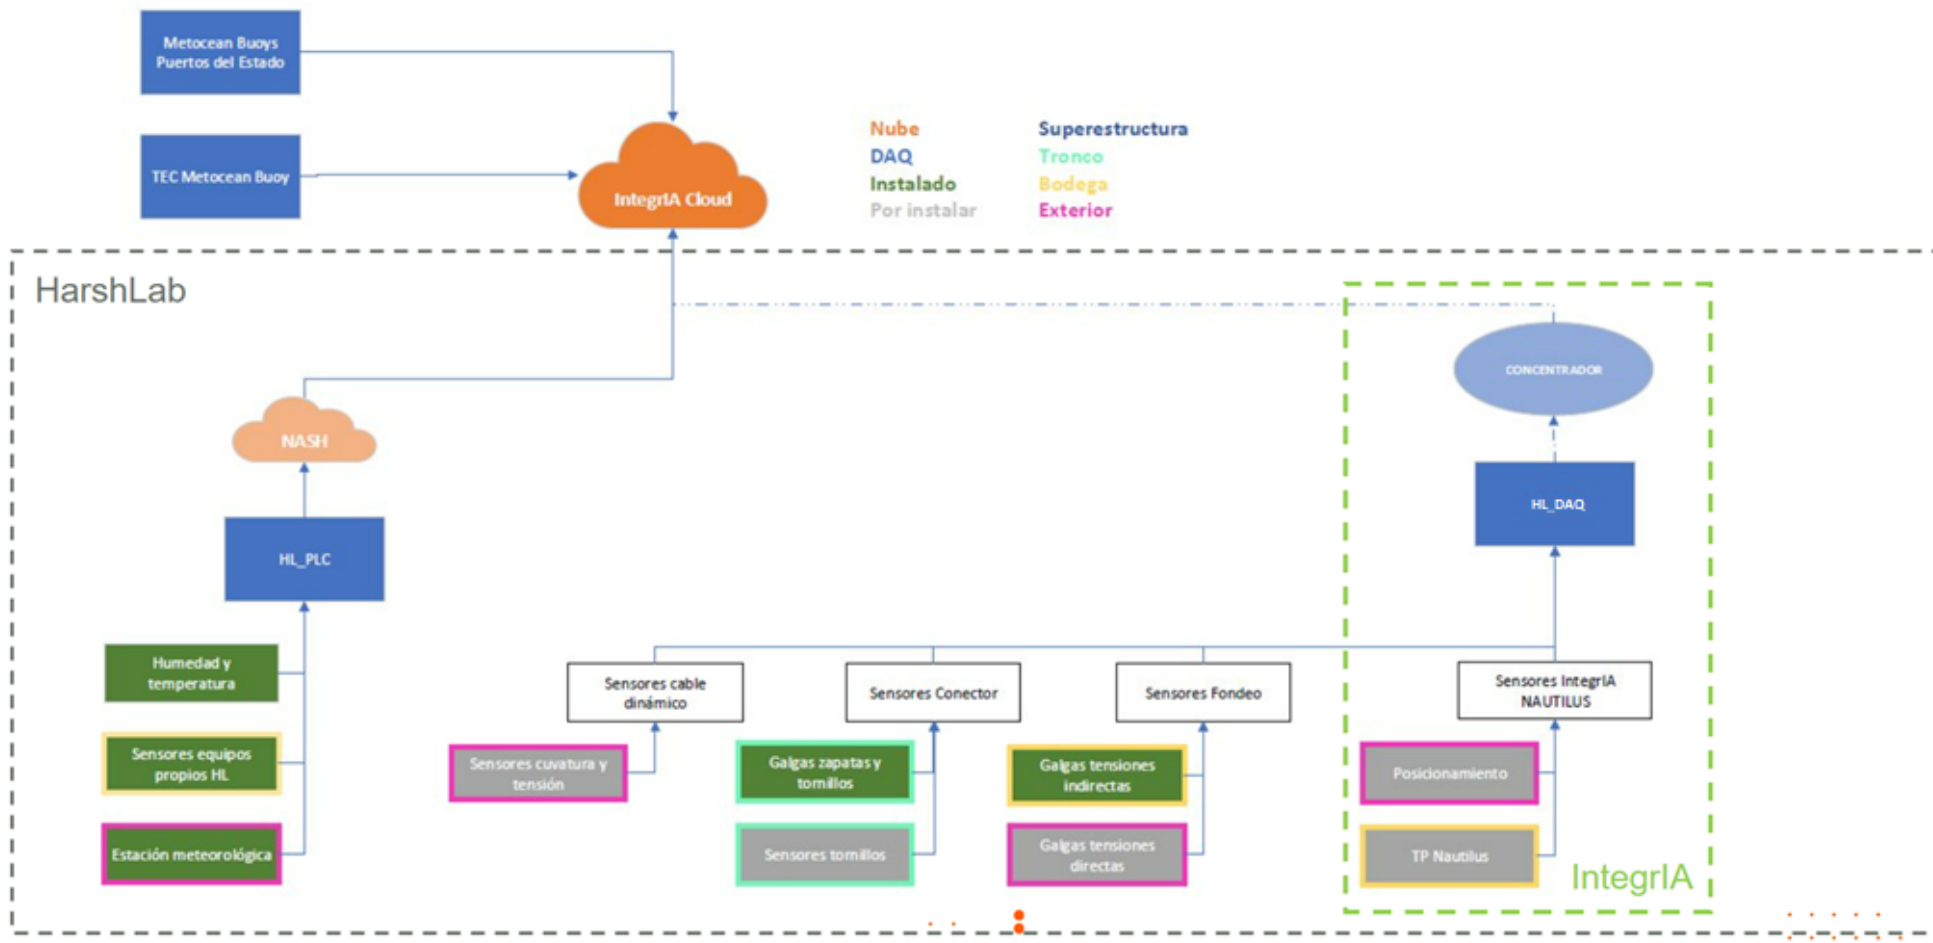 Metocean Buoys
Puertos del Estado
TEC Metocean Buoy
IntegrIA Cloud
Nube
DAQ
Instalado
Por instalar
Superestructura
Tronco
Bodega
Exterior
HarshLab
NASH
HL_PLC
Humedad y
temperatura
Sensores equipos
propios HL
Estación meteorológica
Sensores cable
dinámico
Sensores cuvatura y
tensión
Sensores Conector
Galgas zapatas y
tornillos
Sensores tornillos
Sensores Fondeo
Galgas tensiones
indirectas
Galgas tensiones
directas
CONCENTRADOR
HL_DAQ
Sensores IntegrIA
NAUTILUS
Posicionamiento
TP Nautilus
IntegrIA